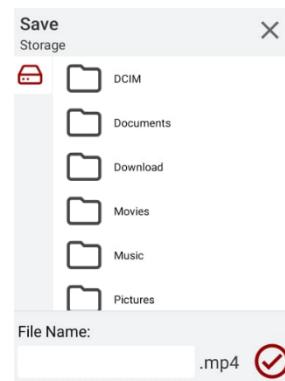 Save
Storage
DCIM
Documents
Download
Movies
Music
Pictures
File Name:
.mp4